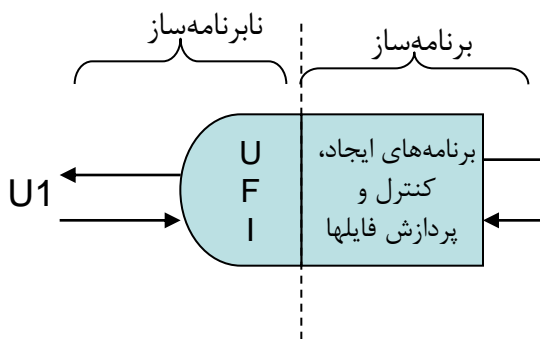 برنامه‌ساز
نابرنامه‌ساز
برنامه‌های ایجاد،
کنترل و
پردازش فایلها
U
F
I
U1